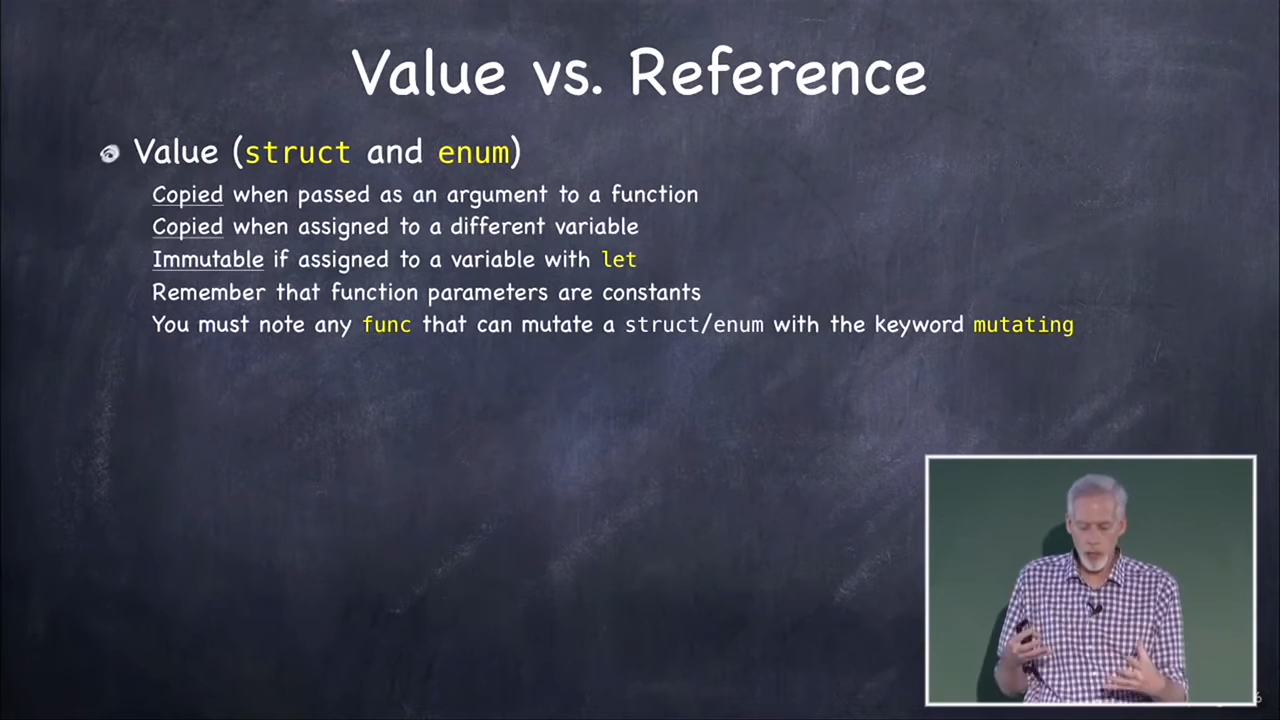 Value vs. Reference
Value (struct and enum)
Copied when passed as an argument to a function
Copied when assigned to a different variable
Immutable if assigned to a variable with let
Remember that function parameters are constants
You must note any func that can mutate a struct/enum with the keyword mutating